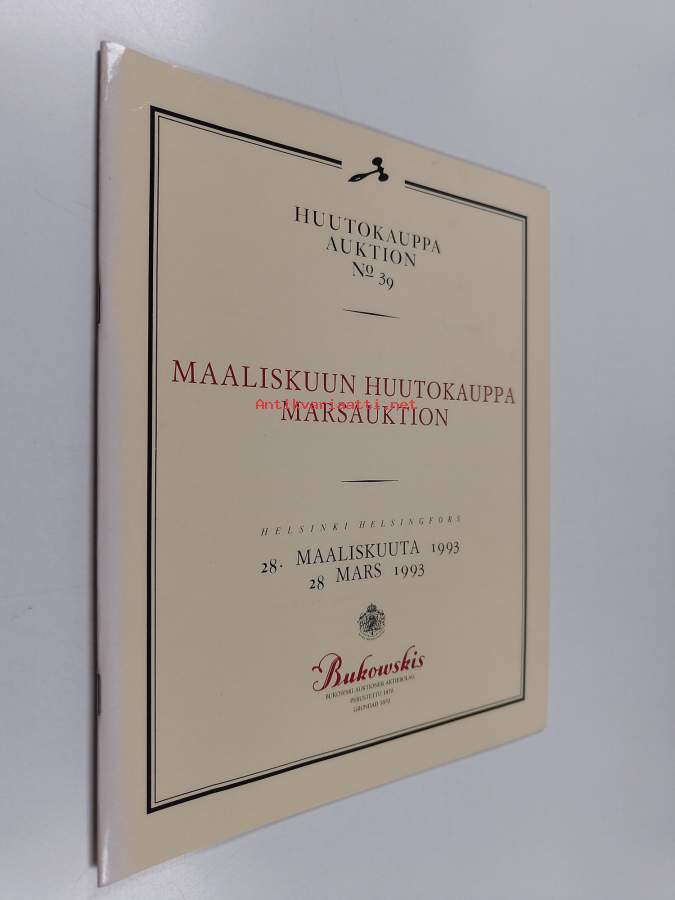 HUUTOKAUPPA
AUKTION
Nº 39
MAALISKUUN HUUTOKAUPPA
Antikvariaatti.net
MARSAUKTION
HELSINKI HELSINGFORS
28. MAALISKUUTA 1993
28 MARS 1993
Bukowskis
BUKOWSKI AUKTIONER AKTIEBOLAG
PERUSTETTU 1870
GRUNDAD 1870